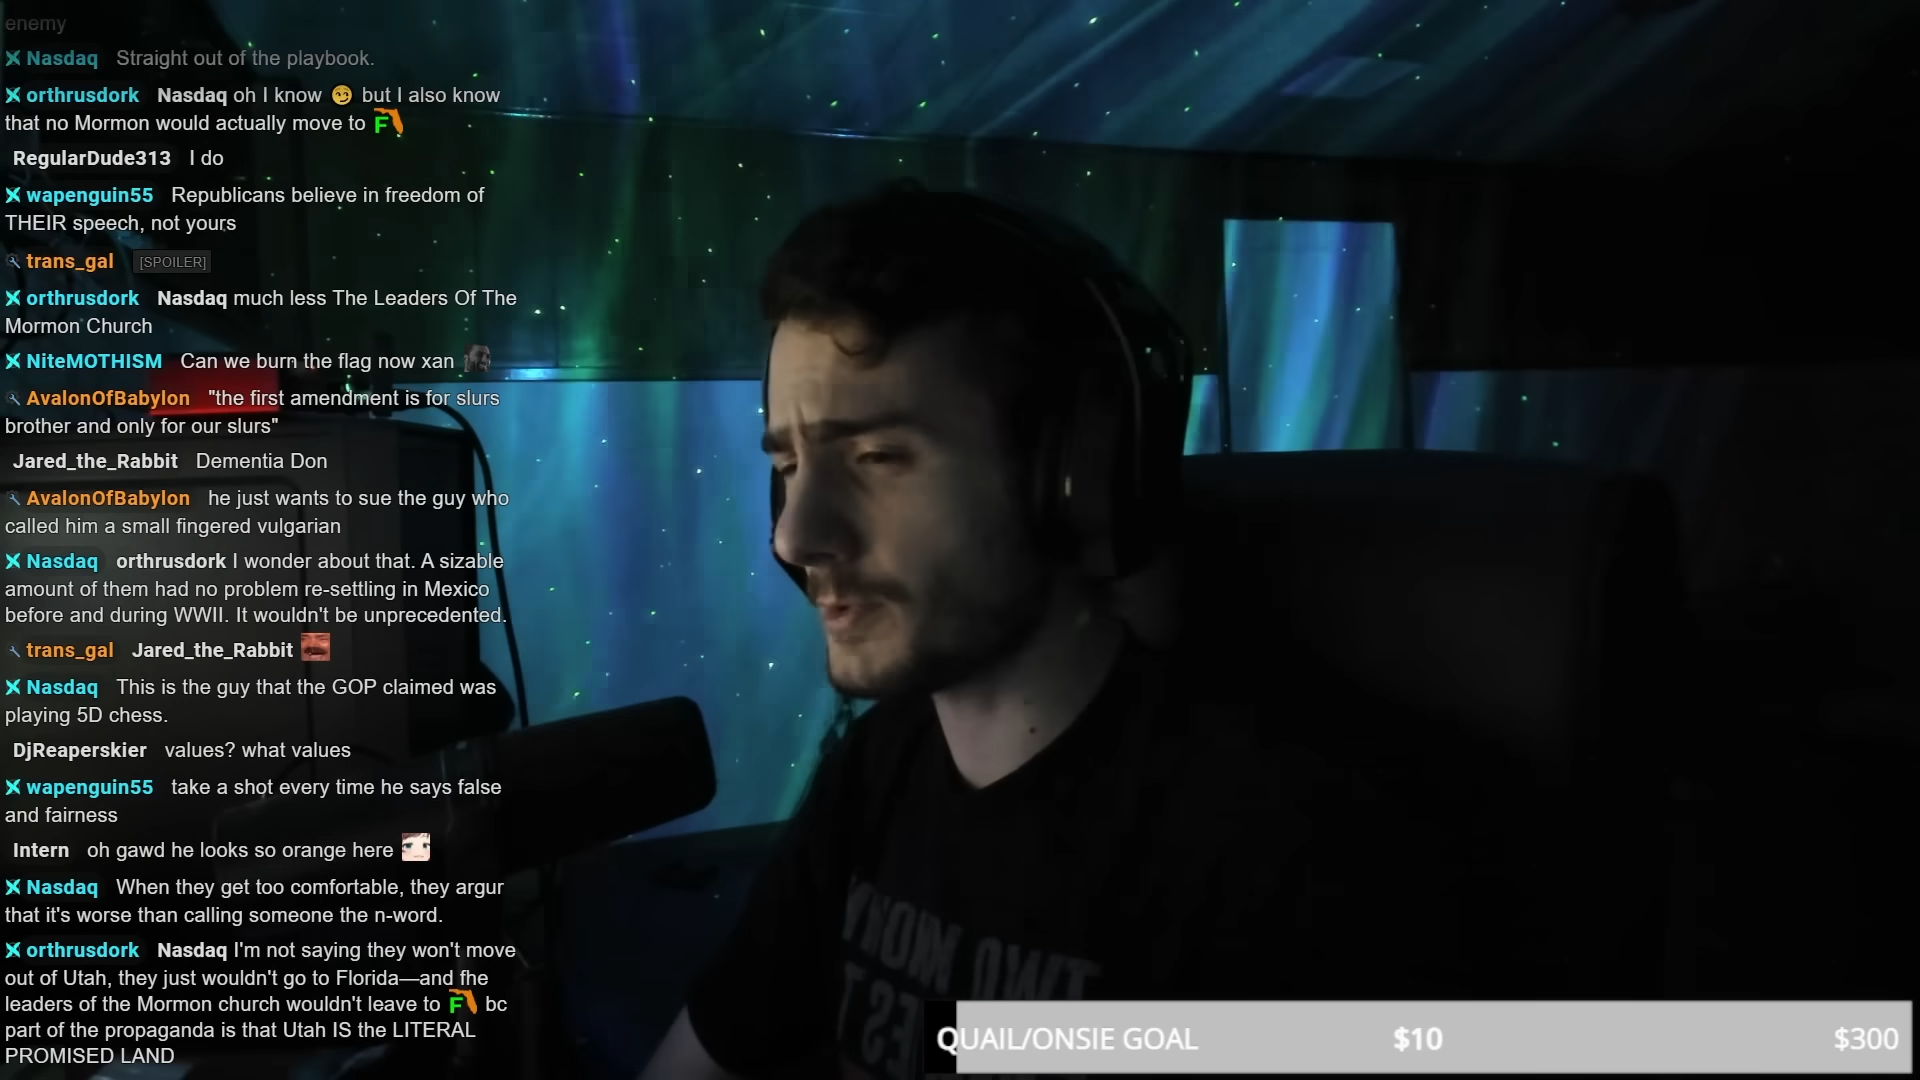 enemy
Nasdaq Straight out of the playbook.
orthrusdork Nasdaq oh I know 😏 but I also know
that no Mormon would actually move to F
RegularDude313 I do
wapenguin55 Republicans believe in freedom of
THEIR speech, not yours
trans_gal [SPOILER]
orthrusdork Nasdaq much less The Leaders Of The
Mormon Church
NiteMOTHISM Can we burn the flag now xan
AvalonOfBabylon "the first amendment is for slurs
brother and only for our slurs"
Jared_the_Rabbit Dementia Don
AvalonOfBabylon he just wants to sue the guy who
called him a small fingered vulgarian
Nasdaq orthrusdork I wonder about that. A sizable
amount of them had no problem re-settling in Mexico
before and during WWII. It wouldn't be unprecedented.
trans_gal Jared_the_Rabbit
Nasdaq This is the guy that the GOP claimed was
playing 5D chess.
DjReaperskier values? what values
wapenguin55 take a shot every time he says false
and fairness
Intern oh gawd he looks so orange here
Nasdaq When they get too comfortable, they argur
that it's worse than calling someone the n-word.
orthrusdork Nasdaq I'm not saying they won't move
out of Utah, they just wouldn't go to Florida—and fhe
leaders of the Mormon church wouldn't leave to F bc
part of the propaganda is that Utah IS the LITERAL
PROMISED LAND
QUAIL/ONSIE GOAL $10 $300